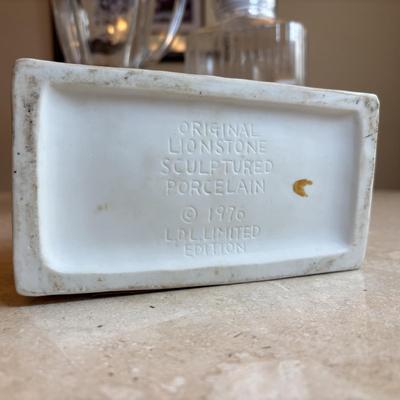 ORIGINAL
LIONSTONE
SCULPTURED
PORCELAIN
© 1976
L.D.L. LIMITED
EDITION